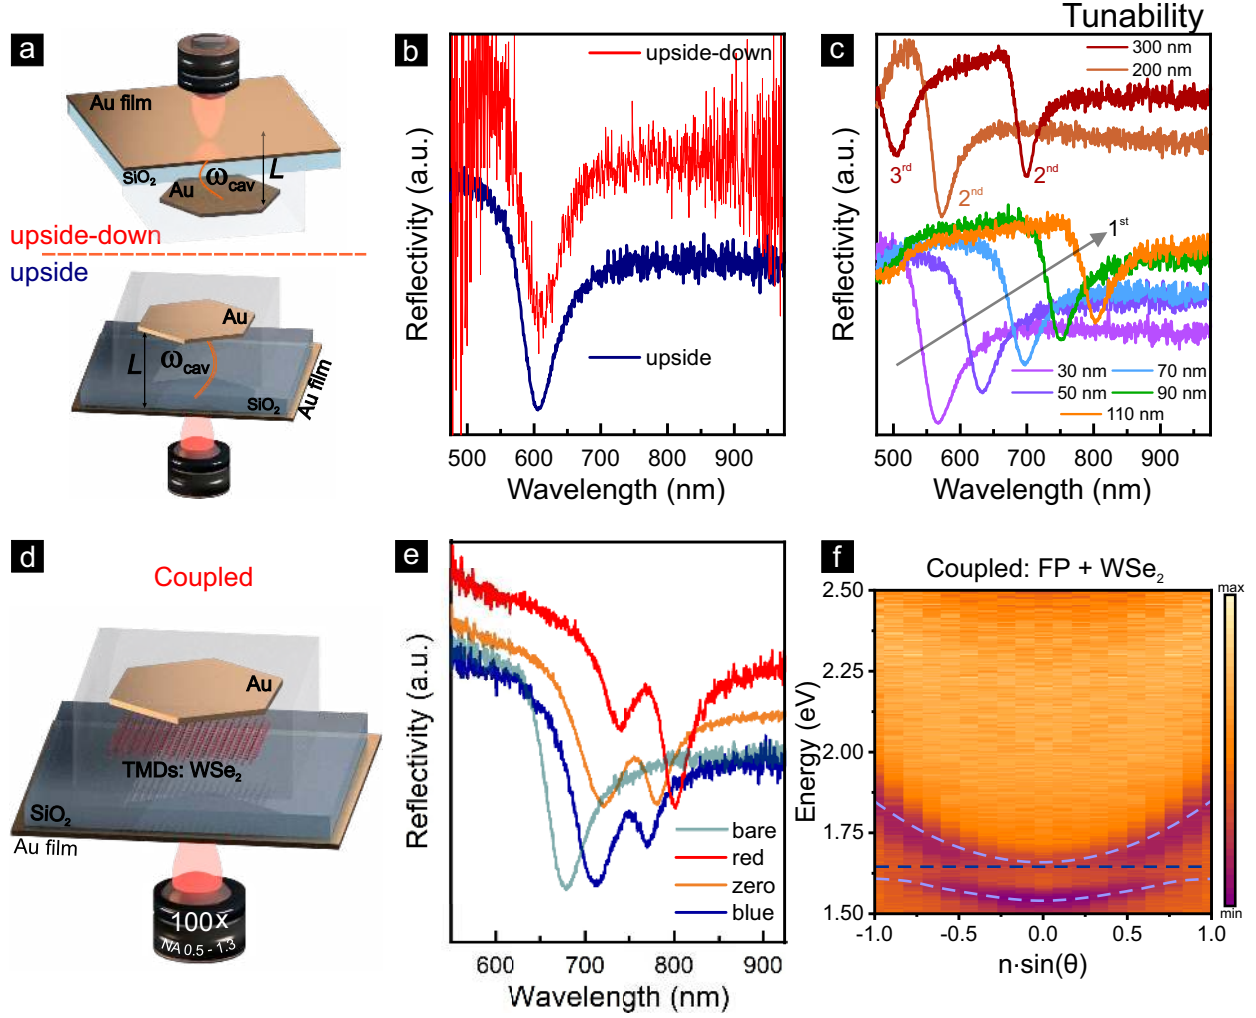 a
Au film
SiO₂
Au
ωcav
L
upside-down
upside
Au
L
ωcav
SiO₂
Au film
b
upside-down
upside
Reflectivity (a.u.)
500 600 700 800 900
Wavelength (nm)
Tunability
c
300 nm
200 nm
3rd
2nd
2nd
1st
30 nm
70 nm
50 nm
90 nm
110 nm
Reflectivity (a.u.)
500 600 700 800 900
Wavelength (nm)
d
Coupled
Au
TMDs: WSe₂
SiO₂
Au film
100x
NA 0.5 - 1.3
e
bare
red
zero
blue
Reflectivity (a.u.)
600 700 800 900
Wavelength (nm)
f
Coupled: FP + WSe₂
2.50
2.25
2.00
1.75
1.50
Energy (eV)
-1.0 -0.5 0.0 0.5 1.0
n·sin(θ)
max
min